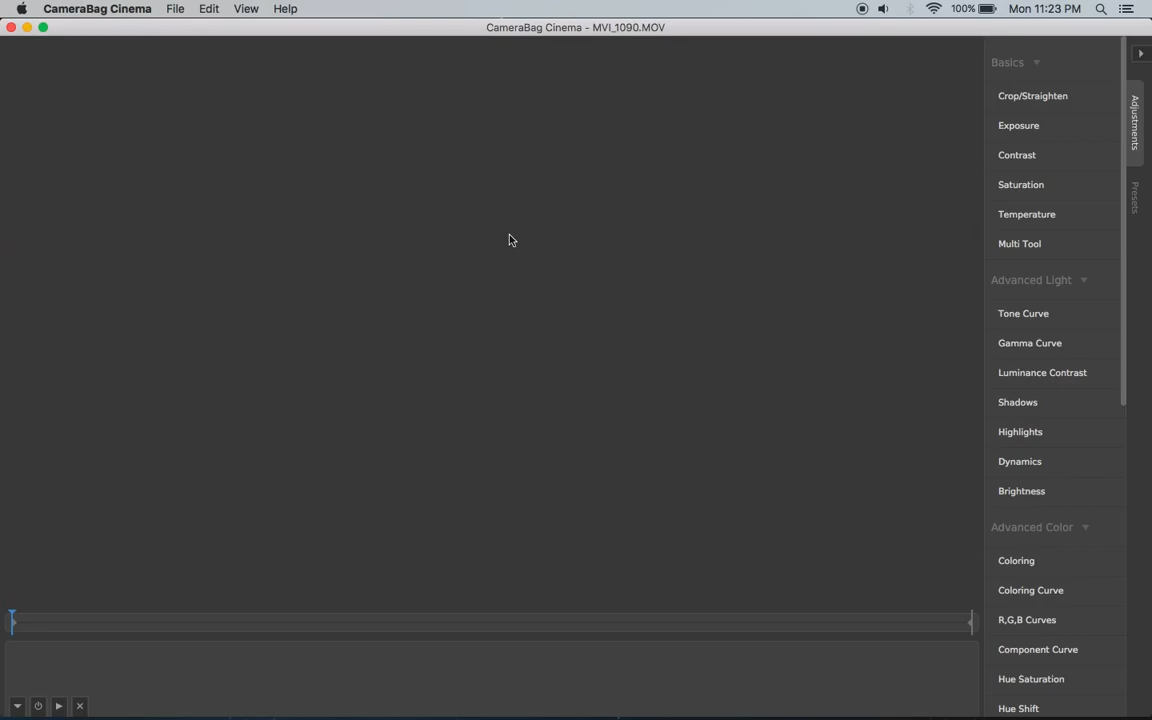 CameraBag Cinema File Edit View Help 100% Mon 11:23 PM
CameraBag Cinema - MVI_1090.MOV
Basics
Crop/Straighten
Exposure
Contrast
Saturation
Temperature
Multi Tool
Advanced Light
Tone Curve
Gamma Curve
Luminance Contrast
Shadows
Highlights
Dynamics
Brightness
Advanced Color
Coloring
Coloring Curve
R,G,B Curves
Component Curve
Hue Saturation
Hue Shift
Adjustments
Presets